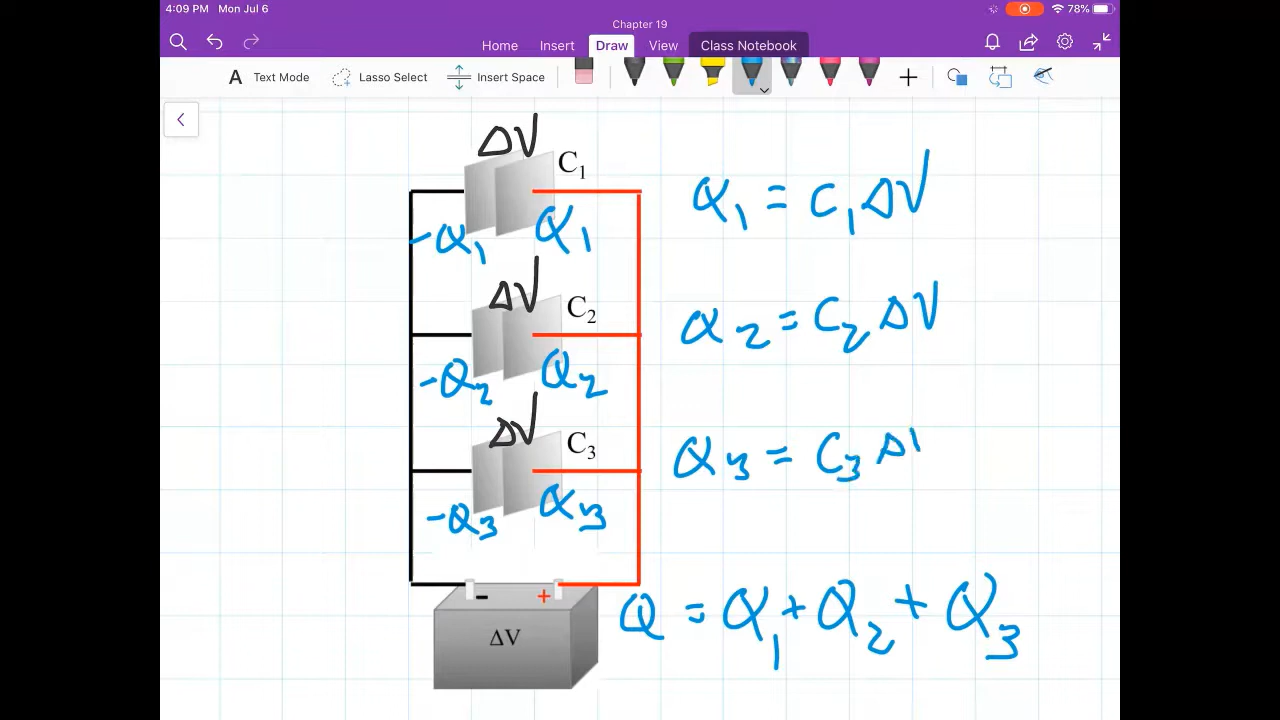 4:09 PM Mon Jul 6 78%
Chapter 19
Home Insert Draw View Class Notebook
A Text Mode Lasso Select Insert Space
ΔV
C₁
-Q₁ Q₁
Q₁ = C₁ΔV
ΔV
C₂
-Q₂ Q₂
Q₂ = C₂ΔV
ΔV
C₃
-Q₃ Q₃
Q₃ = C₃ Δ
- +
ΔV
Q = Q₁ + Q₂ + Q₃